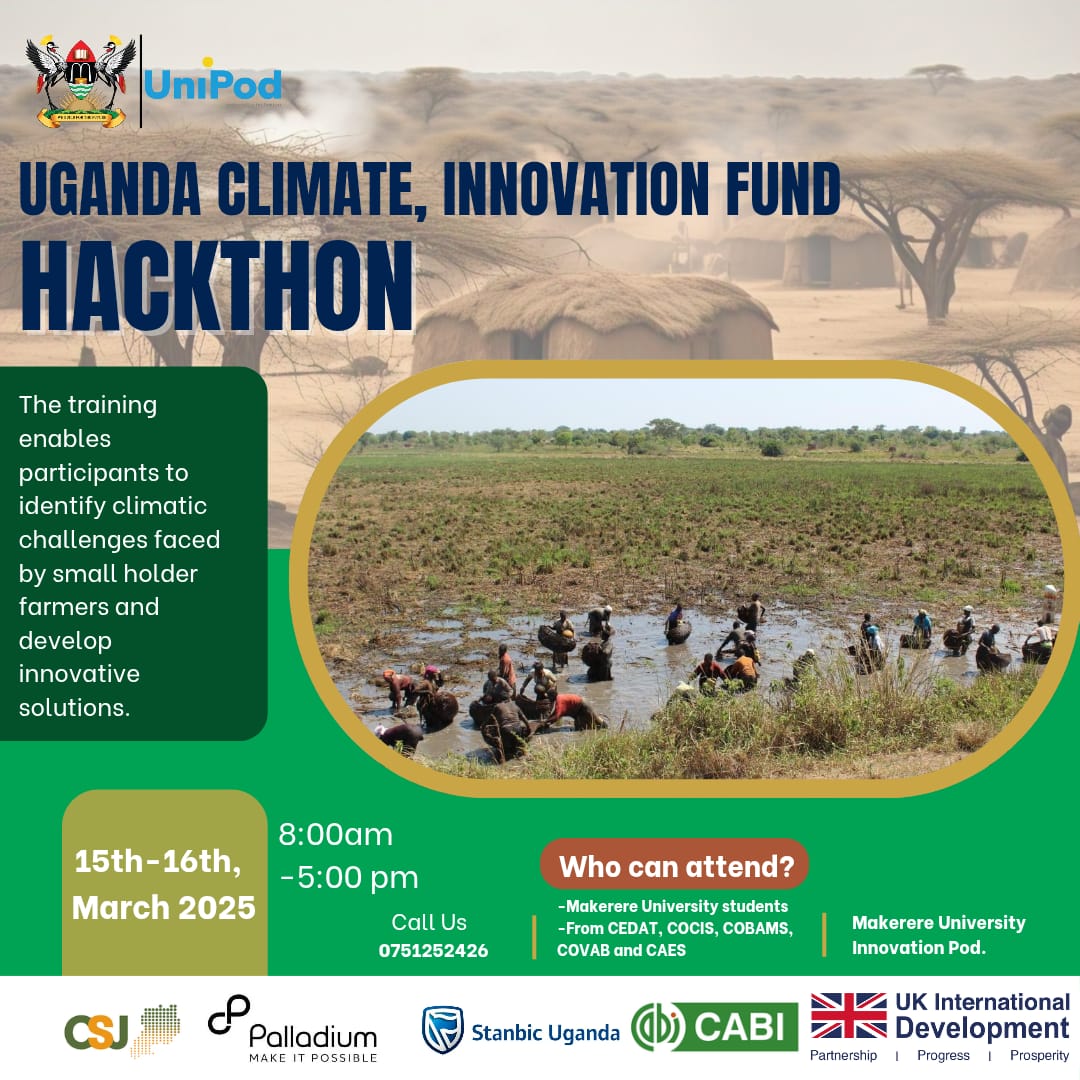 UniPod
UGANDA CLIMATE, INNOVATION FUND
HACKTHON
The training
enables
participants to
identify climatic
challenges faced
by small holder
farmers and
develop
innovative
solutions.
15th-16th,
March 2025
8:00am
-5:00 pm
Call Us
0751252426
Who can attend?
-Makerere University students
-From CEDAT, COCIS, COBAMS,
COVAB and CAES
Makerere University
Innovation Pod.
CSJ
Palladium
MAKE IT POSSIBLE
Stanbic Uganda
CABI
UK International
Development
Partnership | Progress | Prosperity